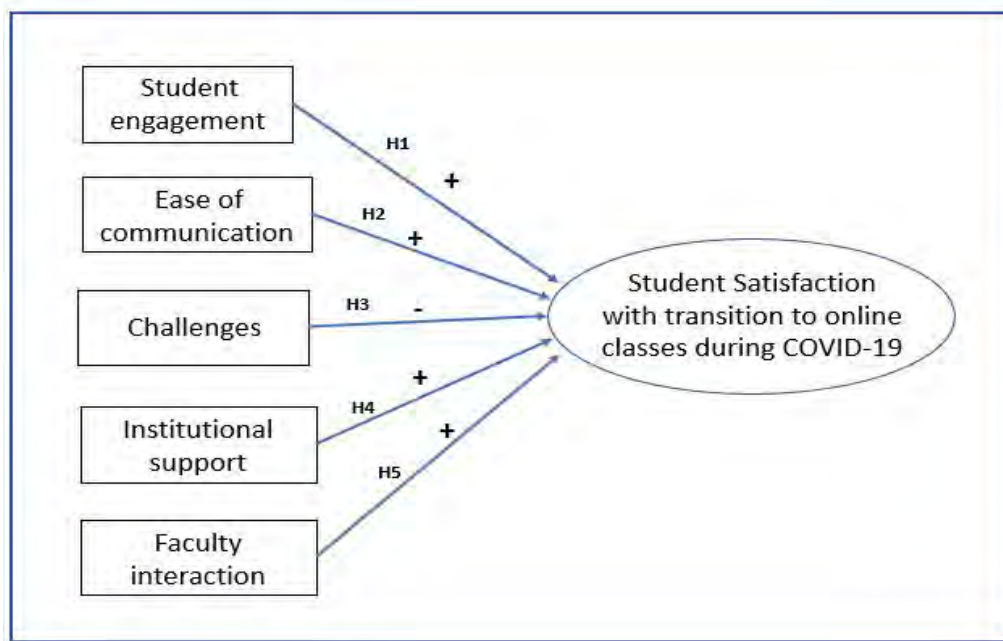 Student
engagement
H1
+
Ease of
communication
H2
+
Challenges
H3
-
Institutional
support
H4
+
Faculty
interaction
H5
+
Student Satisfaction
with transition to online
classes during COVID-19